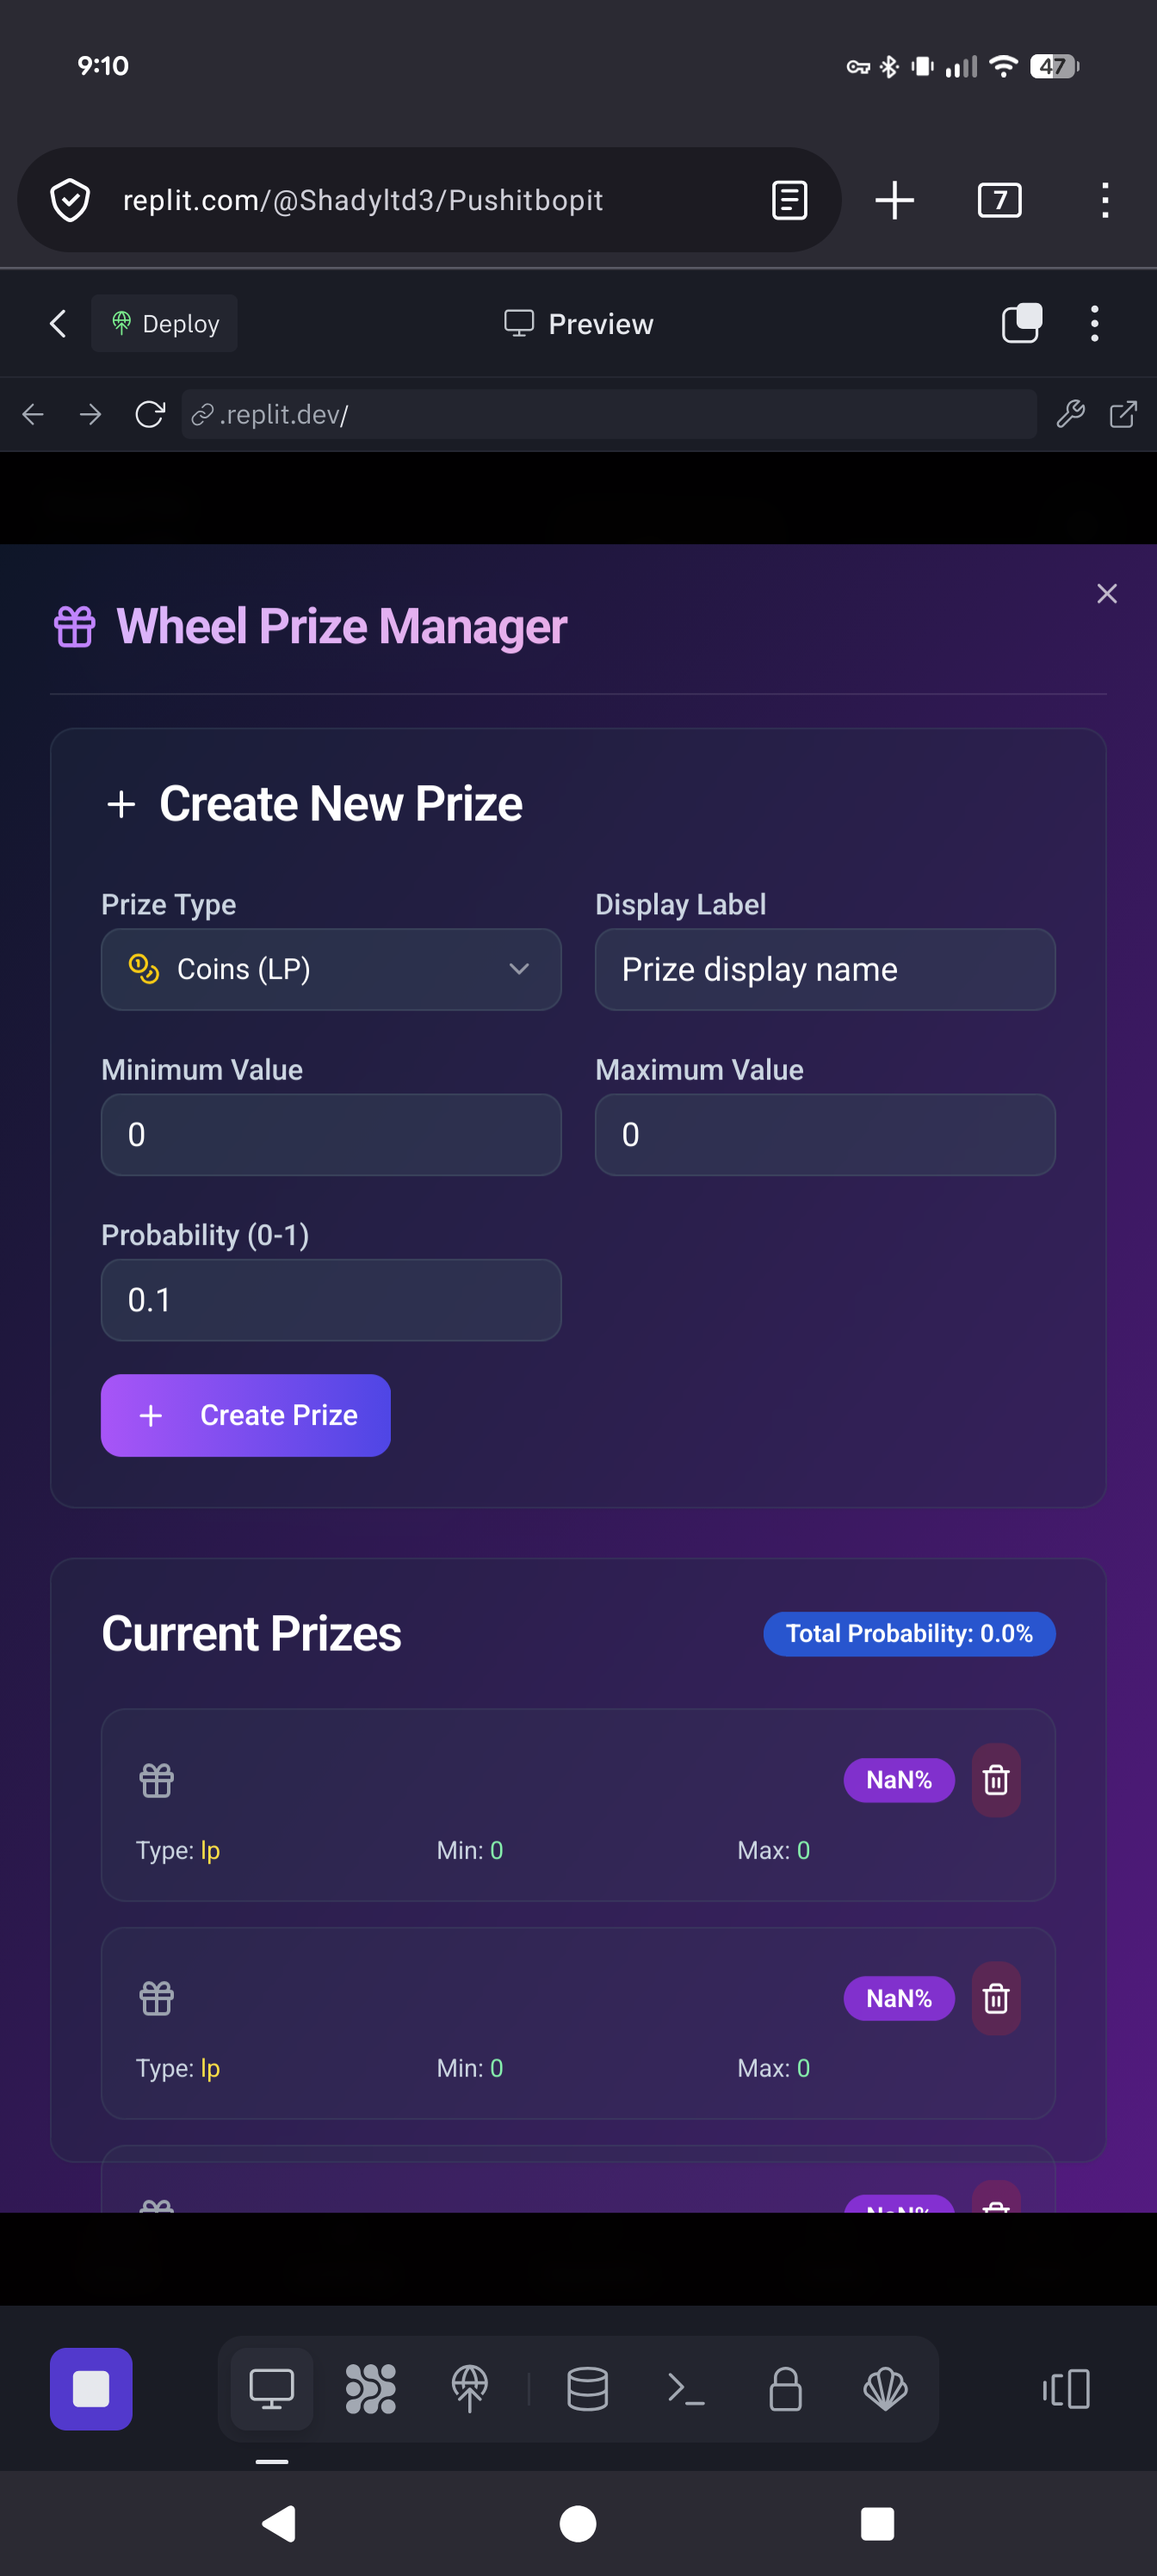 9:10
47
replit.com/@Shadyltd3/Pushitbopit
7
Deploy
Preview
.replit.dev/
Wheel Prize Manager
Create New Prize
Prize Type
Display Label
Coins (LP)
Prize display name
Minimum Value
Maximum Value
0
0
Probability (0-1)
0.1
Create Prize
Current Prizes
Total Probability: 0.0%
NaN%
Type: lp
Min: 0
Max: 0
NaN%
Type: lp
Min: 0
Max: 0
NaN%